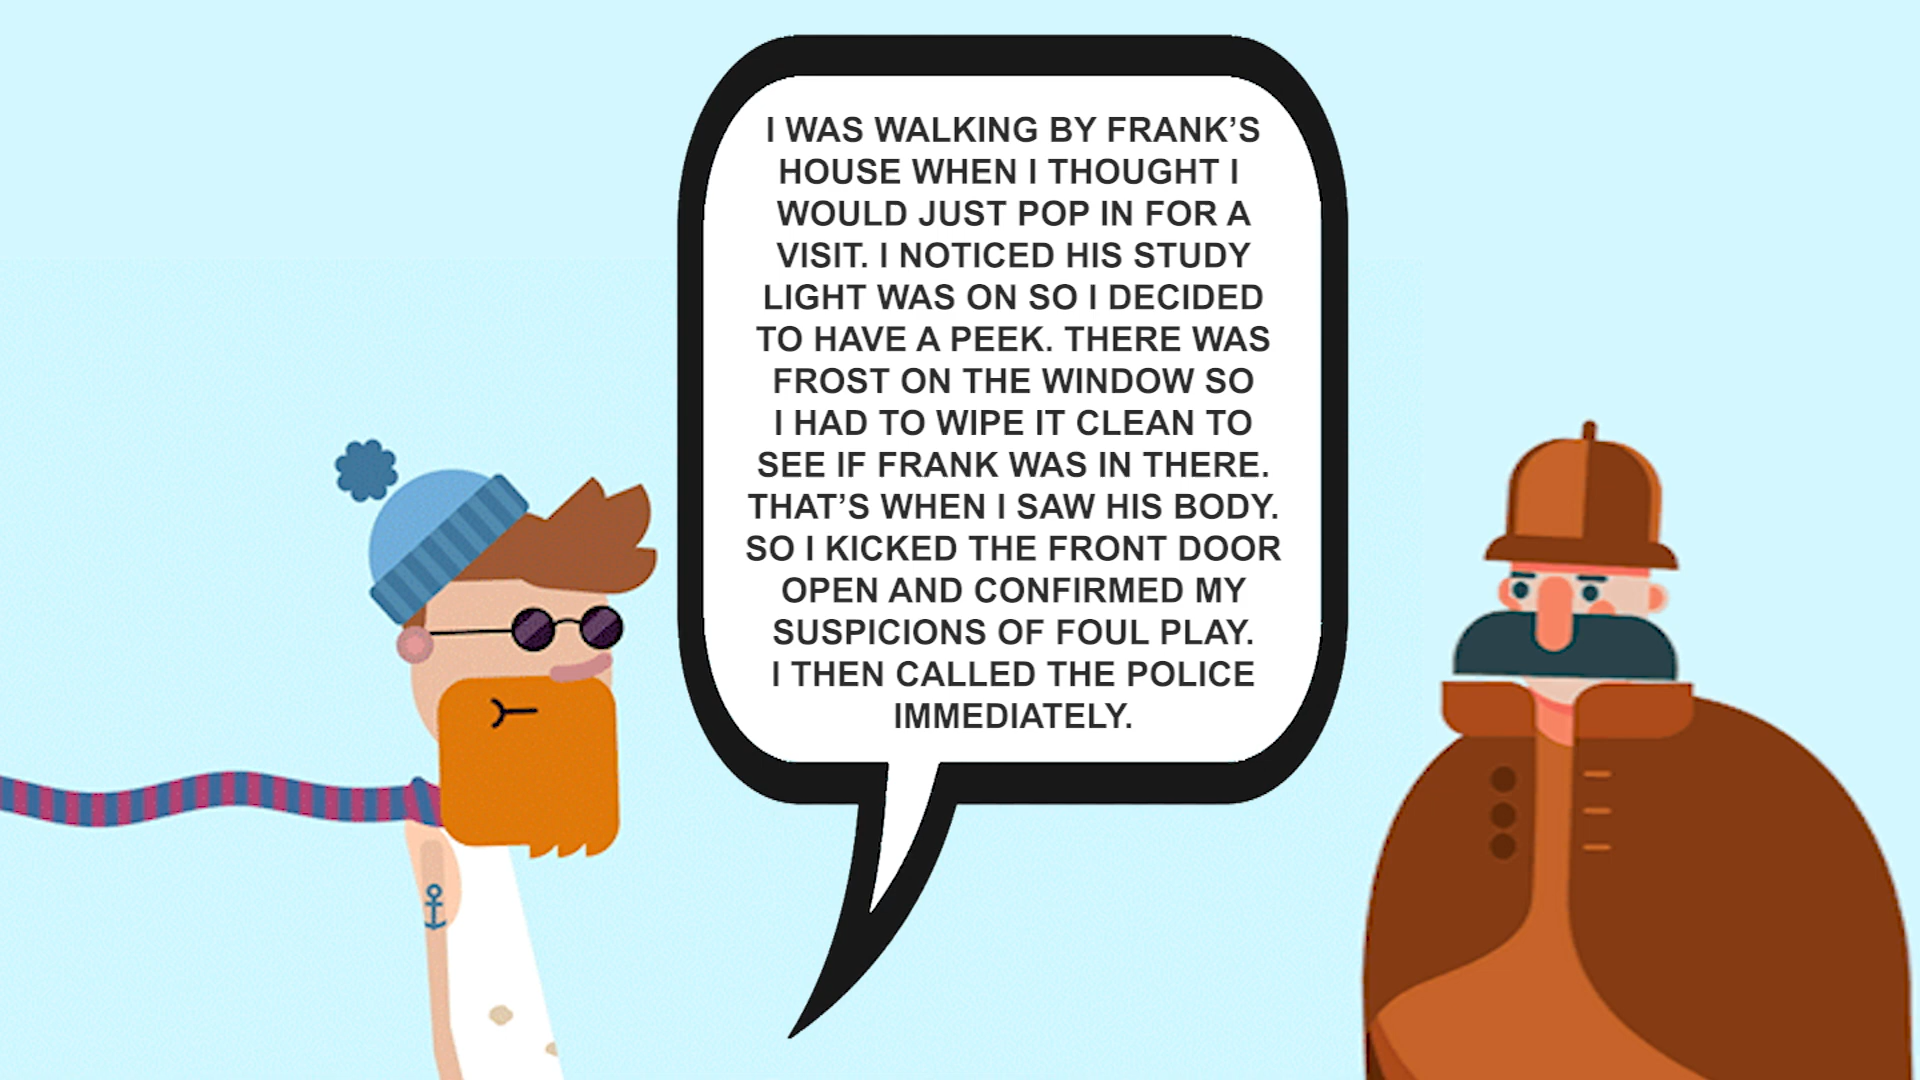 I WAS WALKING BY FRANK’S
HOUSE WHEN I THOUGHT I
WOULD JUST POP IN FOR A
VISIT. I NOTICED HIS STUDY
LIGHT WAS ON SO I DECIDED
TO HAVE A PEEK. THERE WAS
FROST ON THE WINDOW SO
I HAD TO WIPE IT CLEAN TO
SEE IF FRANK WAS IN THERE.
THAT’S WHEN I SAW HIS BODY.
SO I KICKED THE FRONT DOOR
OPEN AND CONFIRMED MY
SUSPICIONS OF FOUL PLAY.
I THEN CALLED THE POLICE
IMMEDIATELY.